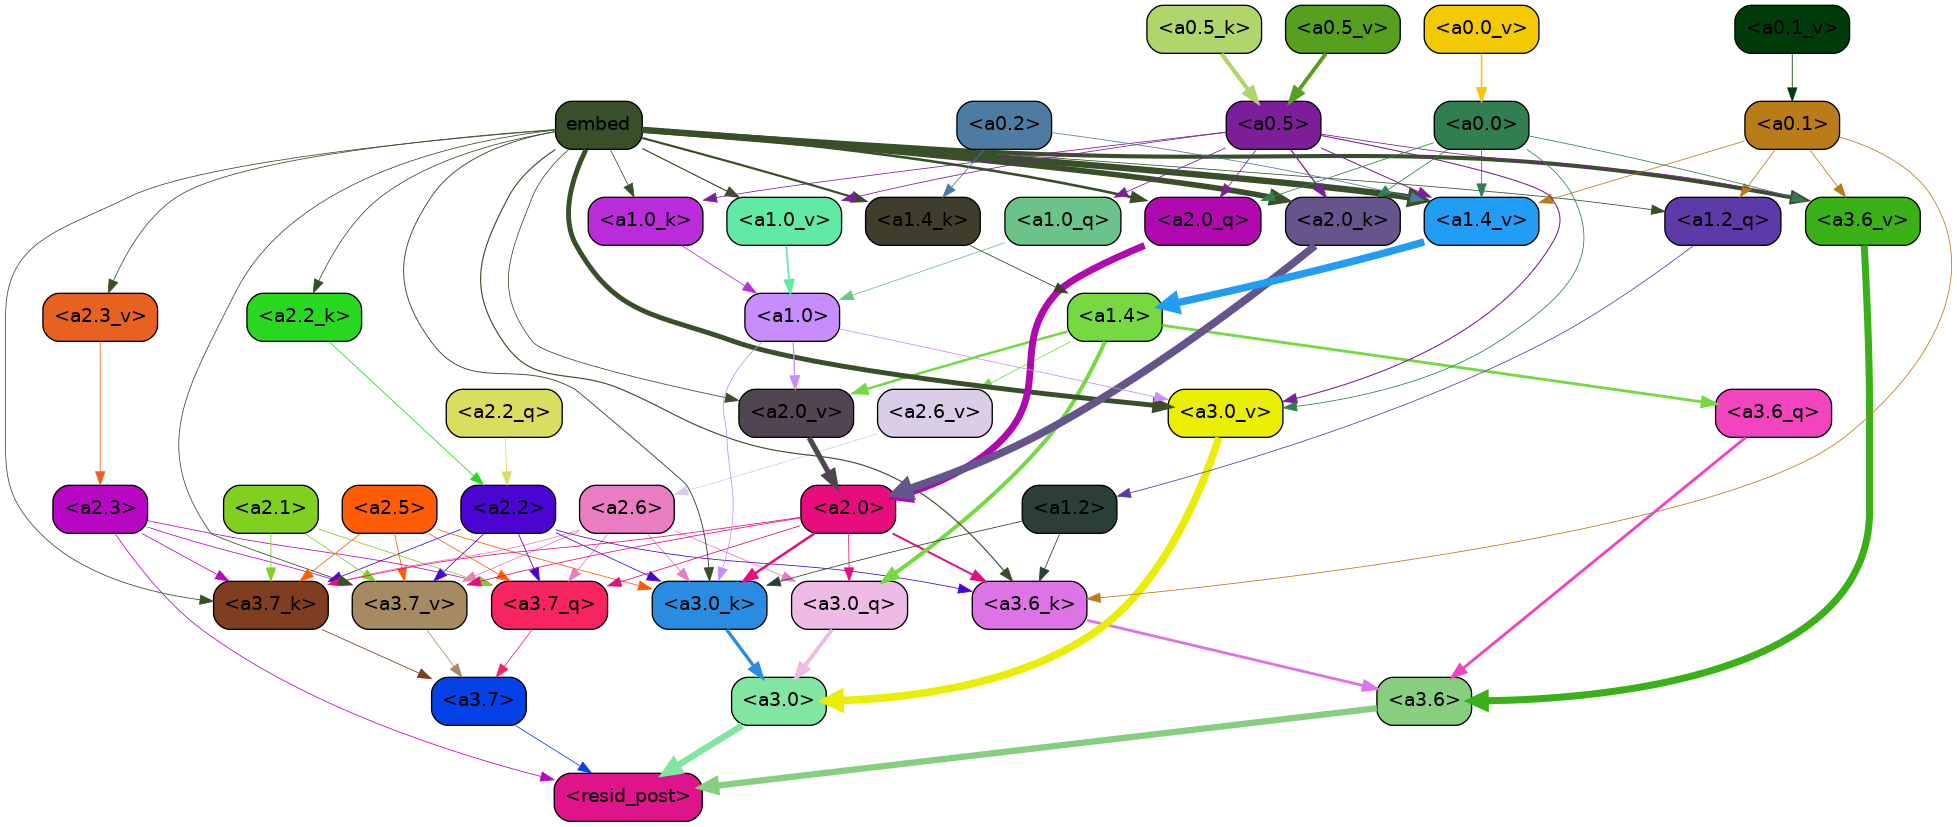 <a0.5_k>
<a0.5_v>
<a0.0_v>
<a0.1_v>
embed
<a0.2>
<a0.5>
<a0.0>
<a0.1>
<a1.0_k>
<a1.0_v>
<a1.4_k>
<a1.0_q>
<a2.0_q>
<a2.0_k>
<a1.4_v>
<a1.2_q>
<a3.6_v>
<a2.3_v>
<a2.2_k>
<a1.0>
<a1.4>
<a2.2_q>
<a2.0_v>
<a2.6_v>
<a3.0_v>
<a3.6_q>
<a2.3>
<a2.1>
<a2.5>
<a2.2>
<a2.6>
<a2.0>
<a1.2>
<a3.7_k>
<a3.7_v>
<a3.7_q>
<a3.0_k>
<a3.0_q>
<a3.6_k>
<a3.7>
<a3.0>
<a3.6>
<resid_post>